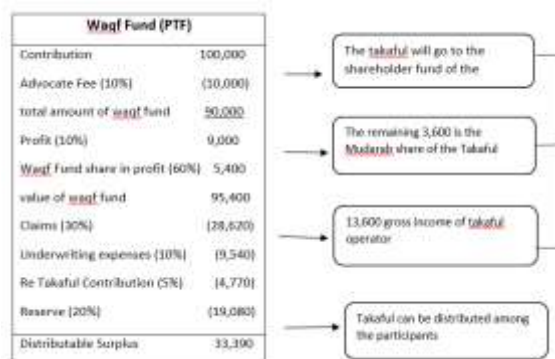 Waqf Fund (PTF)
Contribution 100,000
Advocate Fee (10%) (10,000)
total amount of waqf fund 90,000
Profit (10%) 9,000
Waqf Fund share in profit (60%) 5,400
value of waqf fund 95,400
Claims (30%) (28,620)
Underwriting expenses (10%) (9,540)
Re Takaful Contribution (5%) (4,770)
Reserve (20%) (19,080)
Distributable Surplus 33,390
The takaful will go to the
shareholder fund of the
The remaining 3,600 is the
Mudarab share of the Takaful
13,600 gross Income of takaful
operator
Takaful can be distributed among
the participants